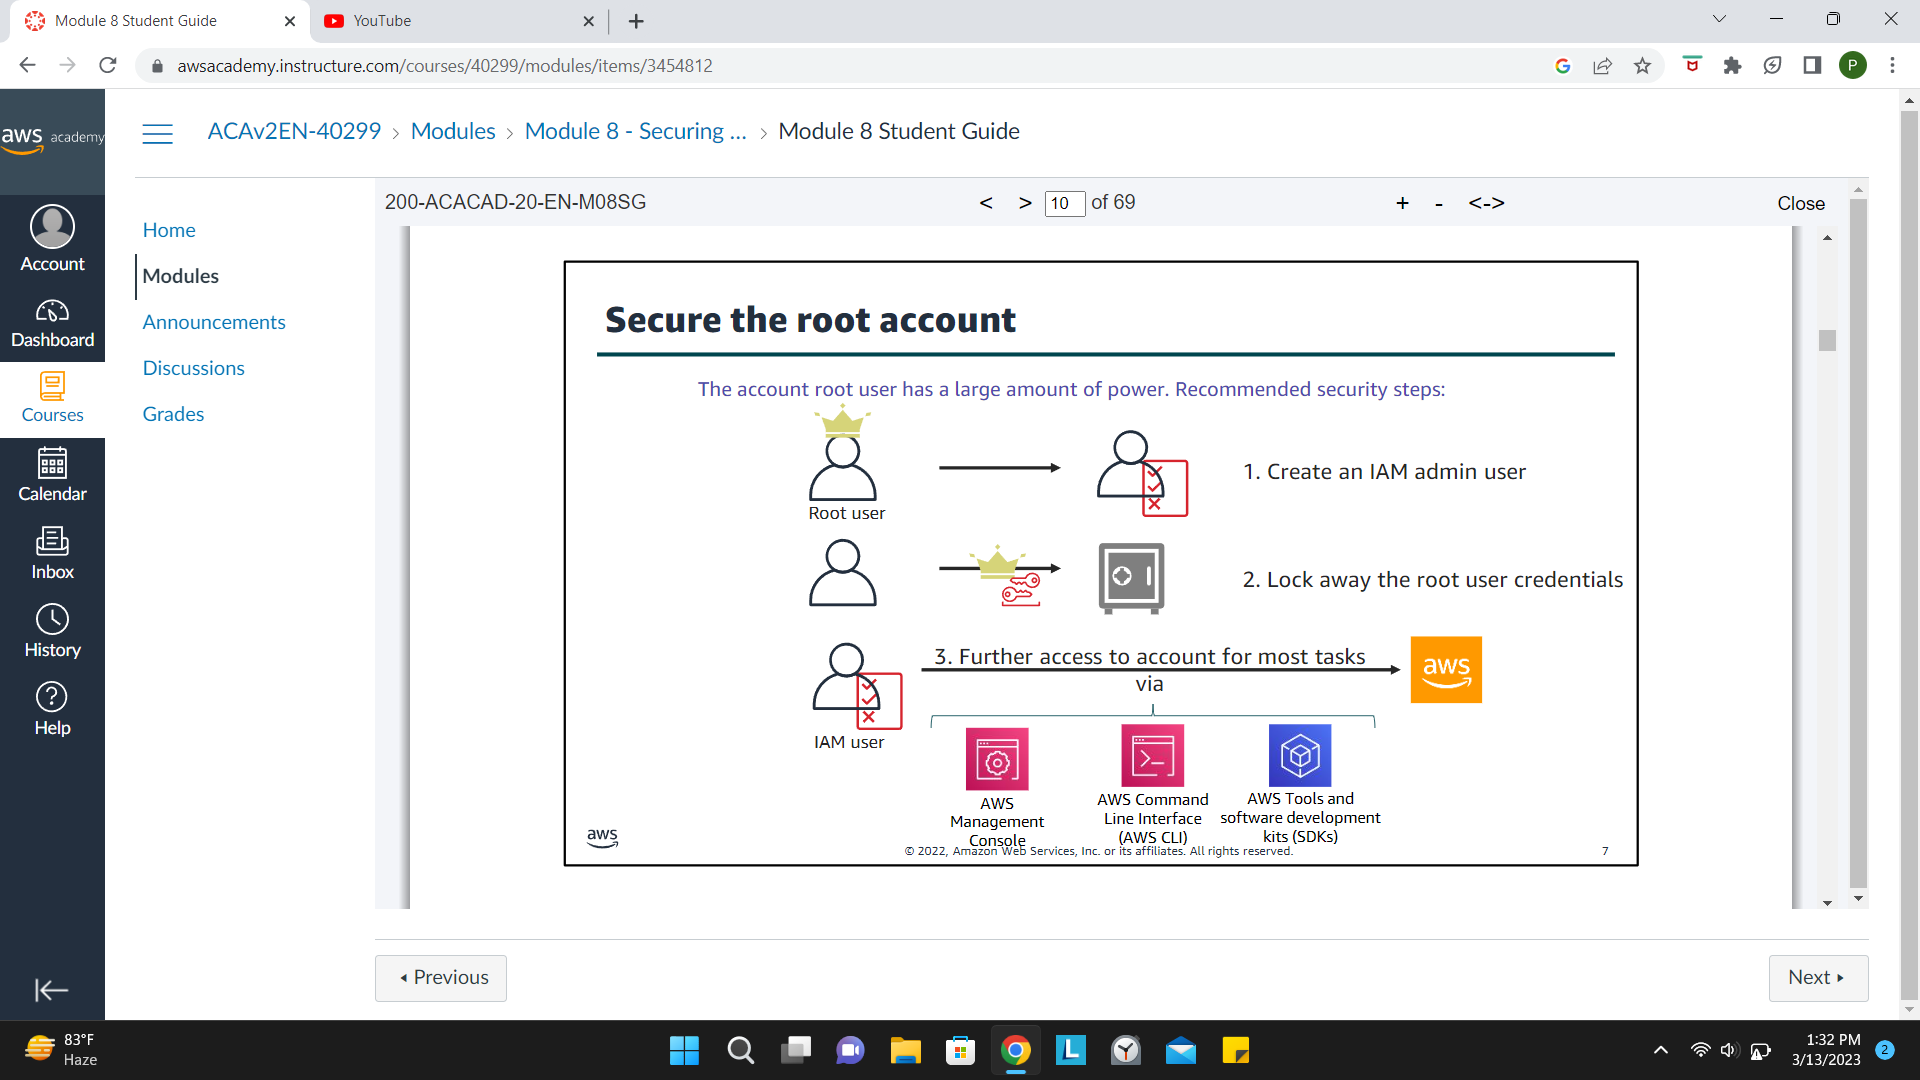 Module 8 Student Guide
YouTube
awsacademy.instructure.com/courses/40299/modules/items/3454812
P
aws academy
ACAv2EN-40299 > Modules > Module 8 - Securing ... > Module 8 Student Guide
200-ACACAD-20-EN-M08SG
< > 10 of 69
+ - <->
Close
Account
Dashboard
Courses
Calendar
Inbox
History
Help
Home
Modules
Announcements
Discussions
Grades
Secure the root account
The account root user has a large amount of power. Recommended security steps:
Root user
1. Create an IAM admin user
2. Lock away the root user credentials
3. Further access to account for most tasks
via
aws
IAM user
AWS
Management
Console
AWS Command
Line Interface
(AWS CLI)
AWS Tools and
software development
kits (SDKs)
aws
© 2022, Amazon Web Services, Inc. or its affiliates. All rights reserved.
7
Previous
Next
83°F
Haze
L
1:32 PM
3/13/2023
2